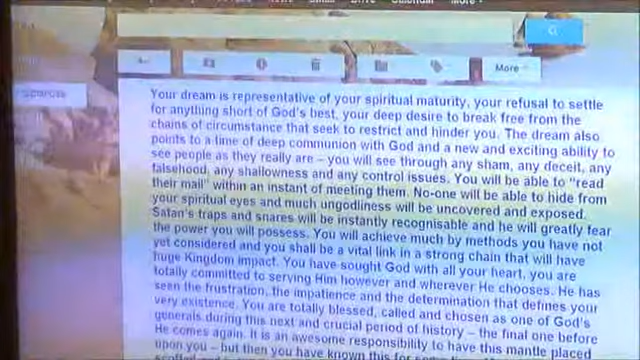 More
Your dream is representative of your spiritual maturity, your refusal to settle
for anything short of God's best, your deep desire to break free from the
chains of circumstance that seek to restrict and hinder you. The dream also
points to a time of deep communion with God and a new and exciting ability to
see people as they really are – you will see through any sham, any deceit, any
falsehood, any shallowness and any control issues. You will be able to "read
their mail" within an instant of meeting them. No-one will be able to hide from
your spiritual eyes and much ungodliness will be uncovered and exposed.
Satan's traps and snares will be instantly recognisable and he will greatly fear
the power you will possess. You will achieve much by methods you have not
yet considered and you shall be a vital link in a strong chain that will have
huge Kingdom impact. You have sought God with all your heart, you are
totally committed to serving Him however and wherever He chooses. He has
seen the frustration, the impatience and the determination that defines your
very existence. You are totally blessed, called and chosen as one of God's
generals during this next and crucial period of history – the final one before
He comes again. It is an awesome responsibility to have this mantle placed
upon you – but then you have known this for